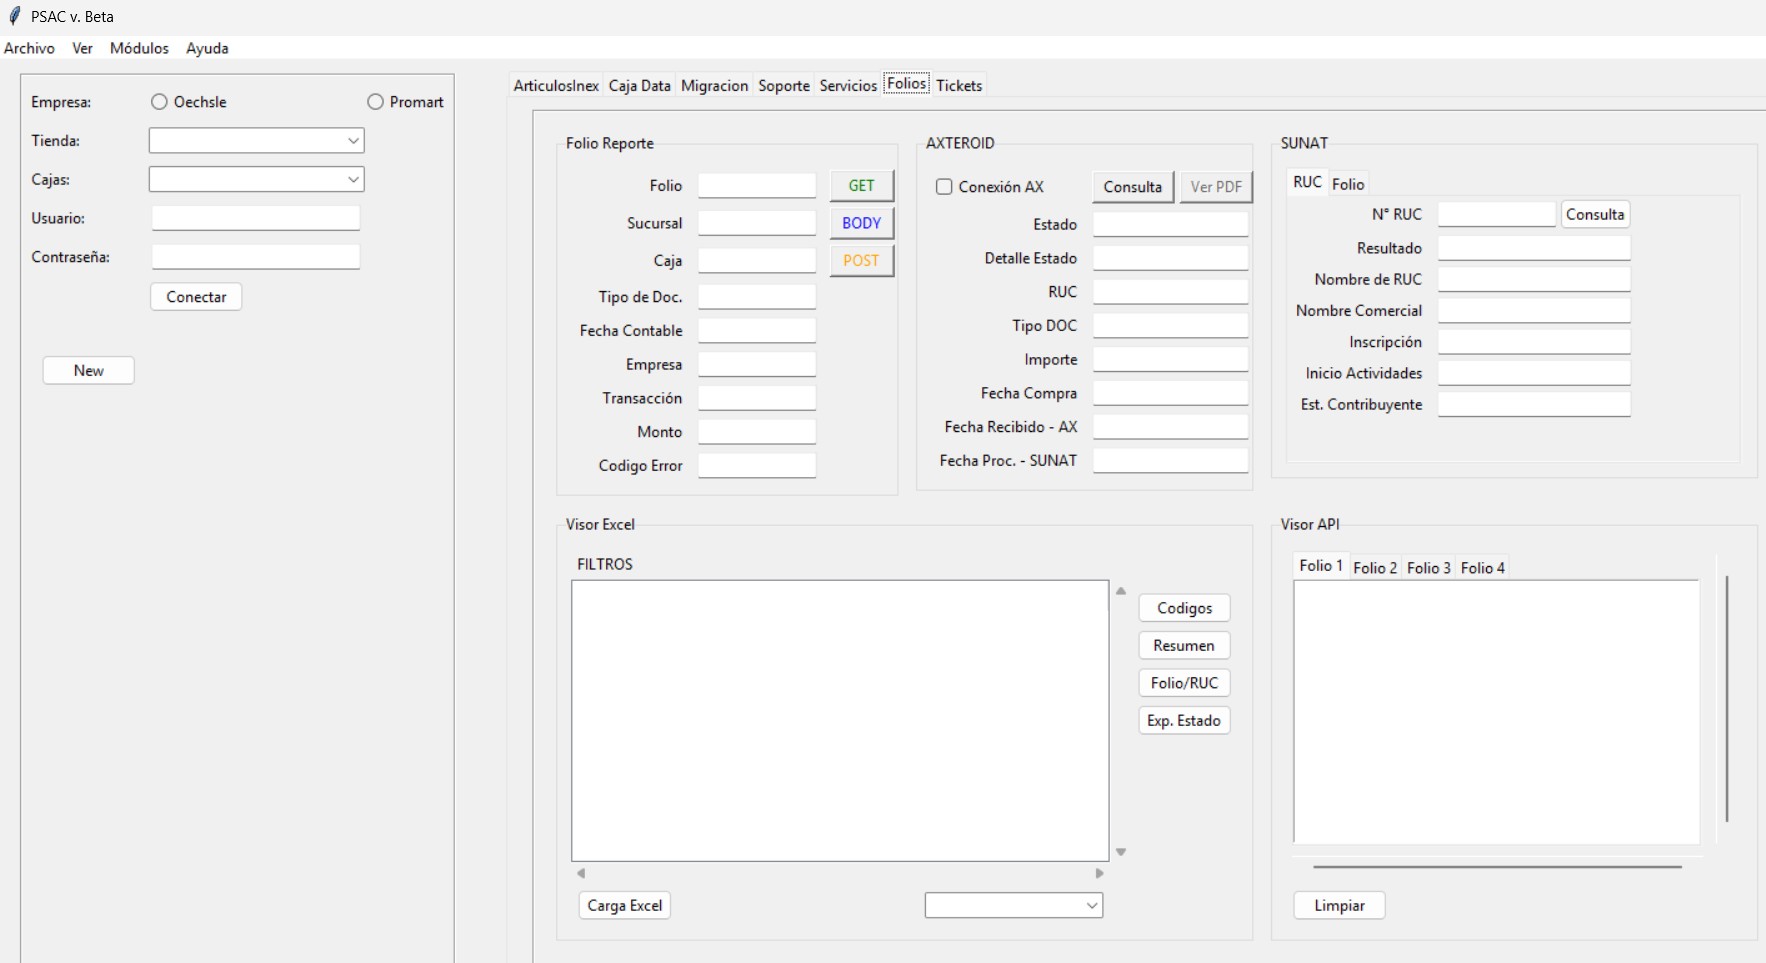 PSAC v. Beta
Archivo Ver Módulos Ayuda
Empresa: Oechsle Promart
Tienda:
Cajas:
Usuario:
Contraseña:
Conectar
New
ArticulosInex Caja Data Migracion Soporte Servicios Folios Tickets
Folio Reporte
Folio GET
Sucursal BODY
Caja POST
Tipo de Doc.
Fecha Contable
Empresa
Transacción
Monto
Codigo Error
AXTEROID
Conexión AX Consulta Ver PDF
Estado
Detalle Estado
RUC
Tipo DOC
Importe
Fecha Compra
Fecha Recibido - AX
Fecha Proc. - SUNAT
SUNAT
RUC Folio
N° RUC Consulta
Resultado
Nombre de RUC
Nombre Comercial
Inscripción
Inicio Actividades
Est. Contribuyente
Visor Excel
FILTROS
Codigos
Resumen
Folio/RUC
Exp. Estado
Carga Excel
Visor API
Folio 1 Folio 2 Folio 3 Folio 4
Limpiar